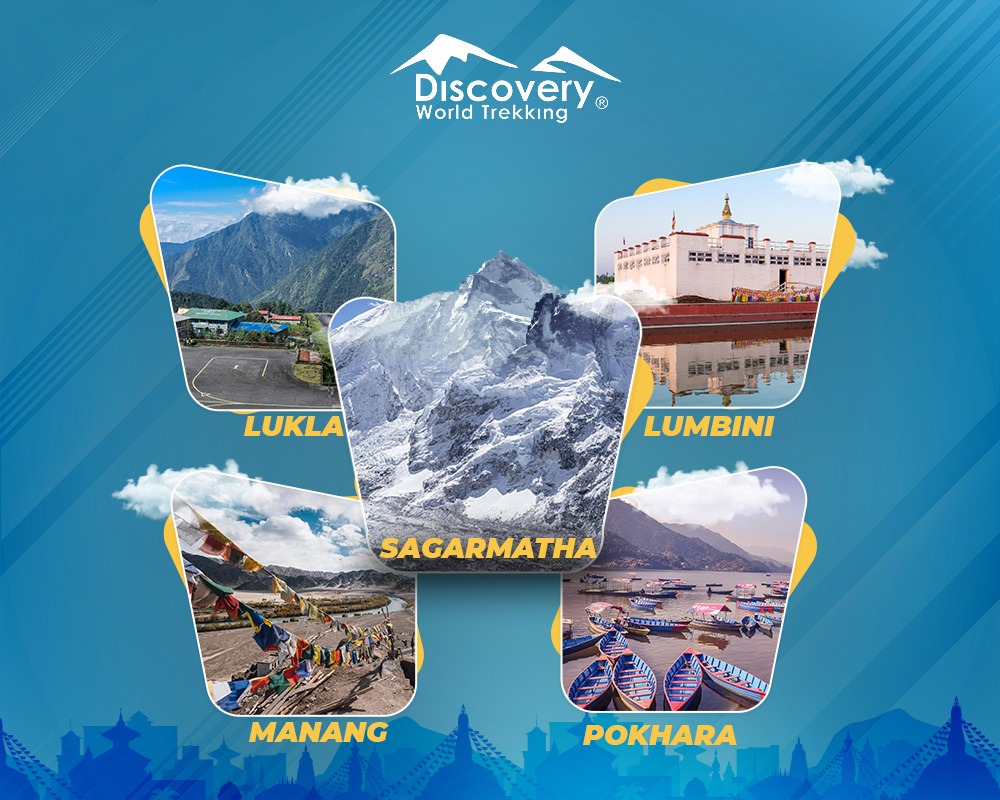 Discovery®
World Trekking
LUKLA
LUMBINI
SAGARMATHA
MANANG
POKHARA